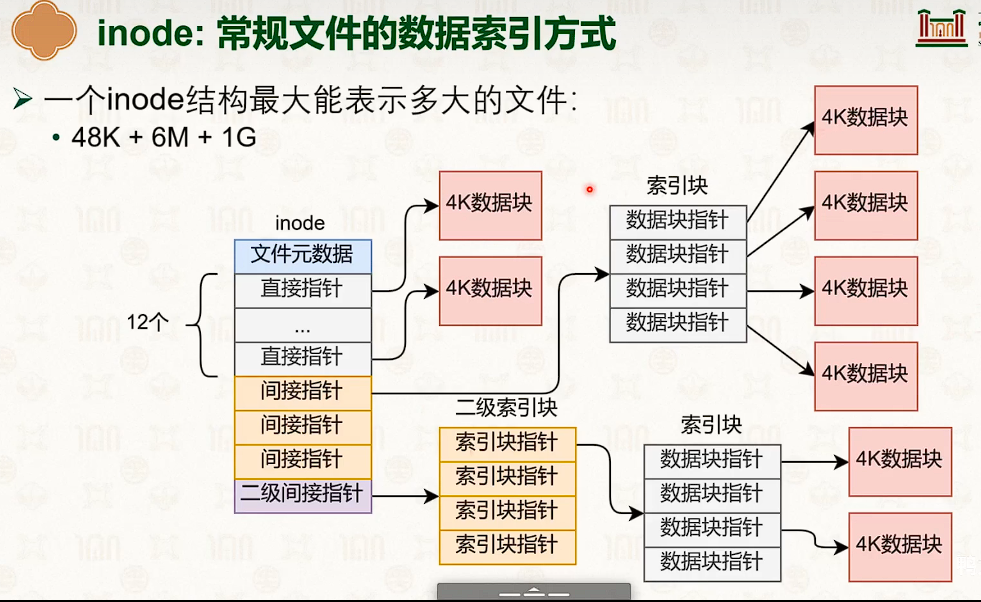 inode: 常规文件的数据索引方式
一个inode结构最大能表示多大的文件：
48K + 6M + 1G
inode
文件元数据
直接指针
...
直接指针
间接指针
间接指针
间接指针
二级间接指针
12个
4K数据块
4K数据块
索引块
数据块指针
数据块指针
数据块指针
数据块指针
4K数据块
4K数据块
4K数据块
4K数据块
二级索引块
索引块指针
索引块指针
索引块指针
索引块指针
索引块
数据块指针
数据块指针
数据块指针
数据块指针
4K数据块
4K数据块